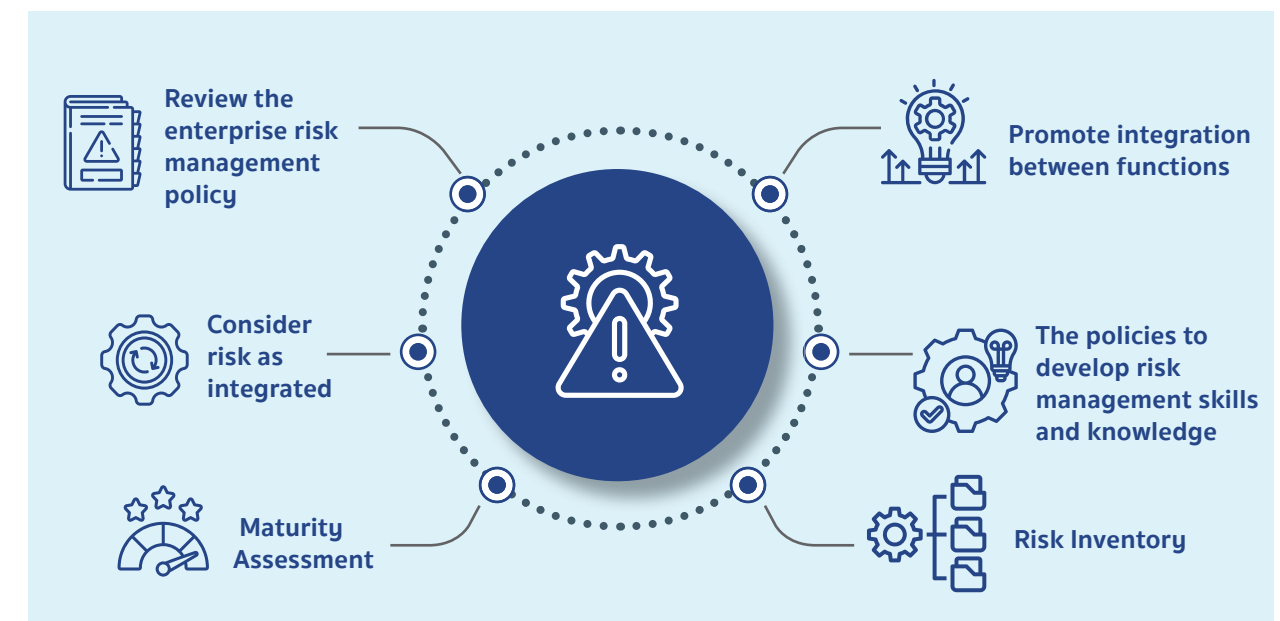 Review the
enterprise risk
management
policy
Consider
risk as
integrated
Maturity
Assessment
Promote integration
between functions
The policies to
develop risk
management skills
and knowledge
Risk Inventory